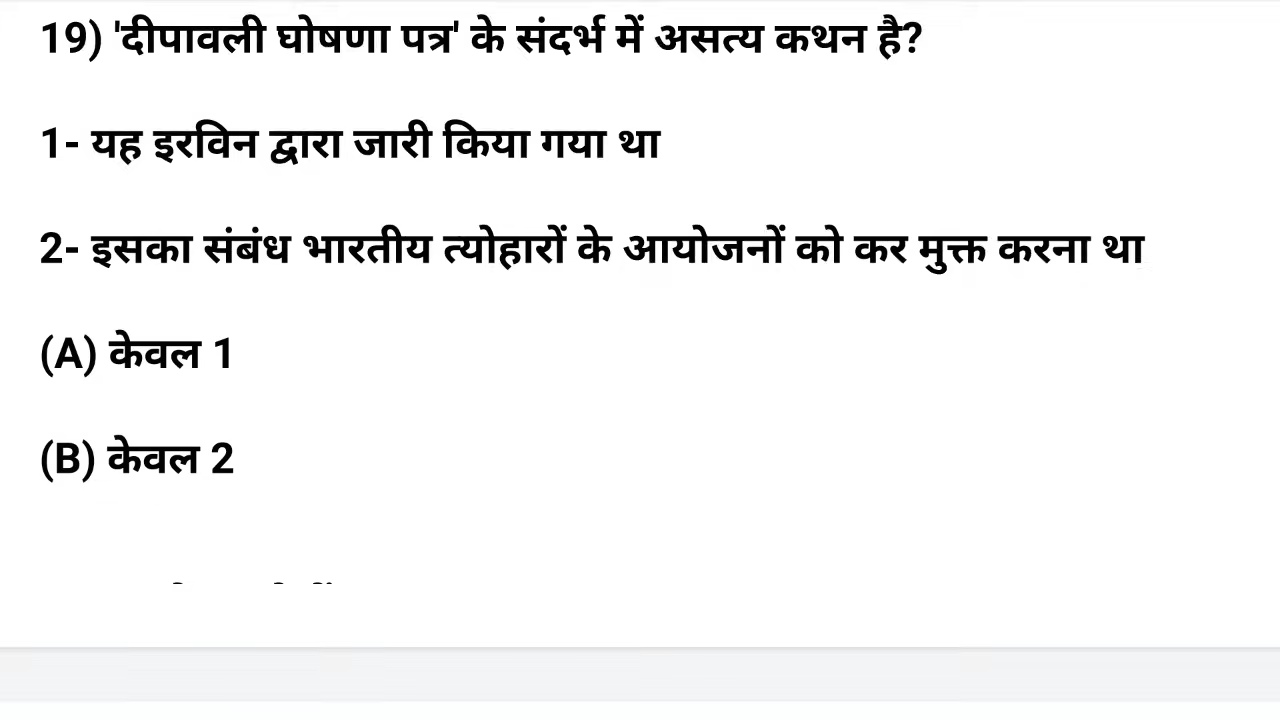 19) 'दीपावली घोषणा पत्र' के संदर्भ में असत्य कथन है?
1- यह इरविन द्वारा जारी किया गया था
2- इसका संबंध भारतीय त्योहारों के आयोजनों को कर मुक्त करना था
(A) केवल 1
(B) केवल 2